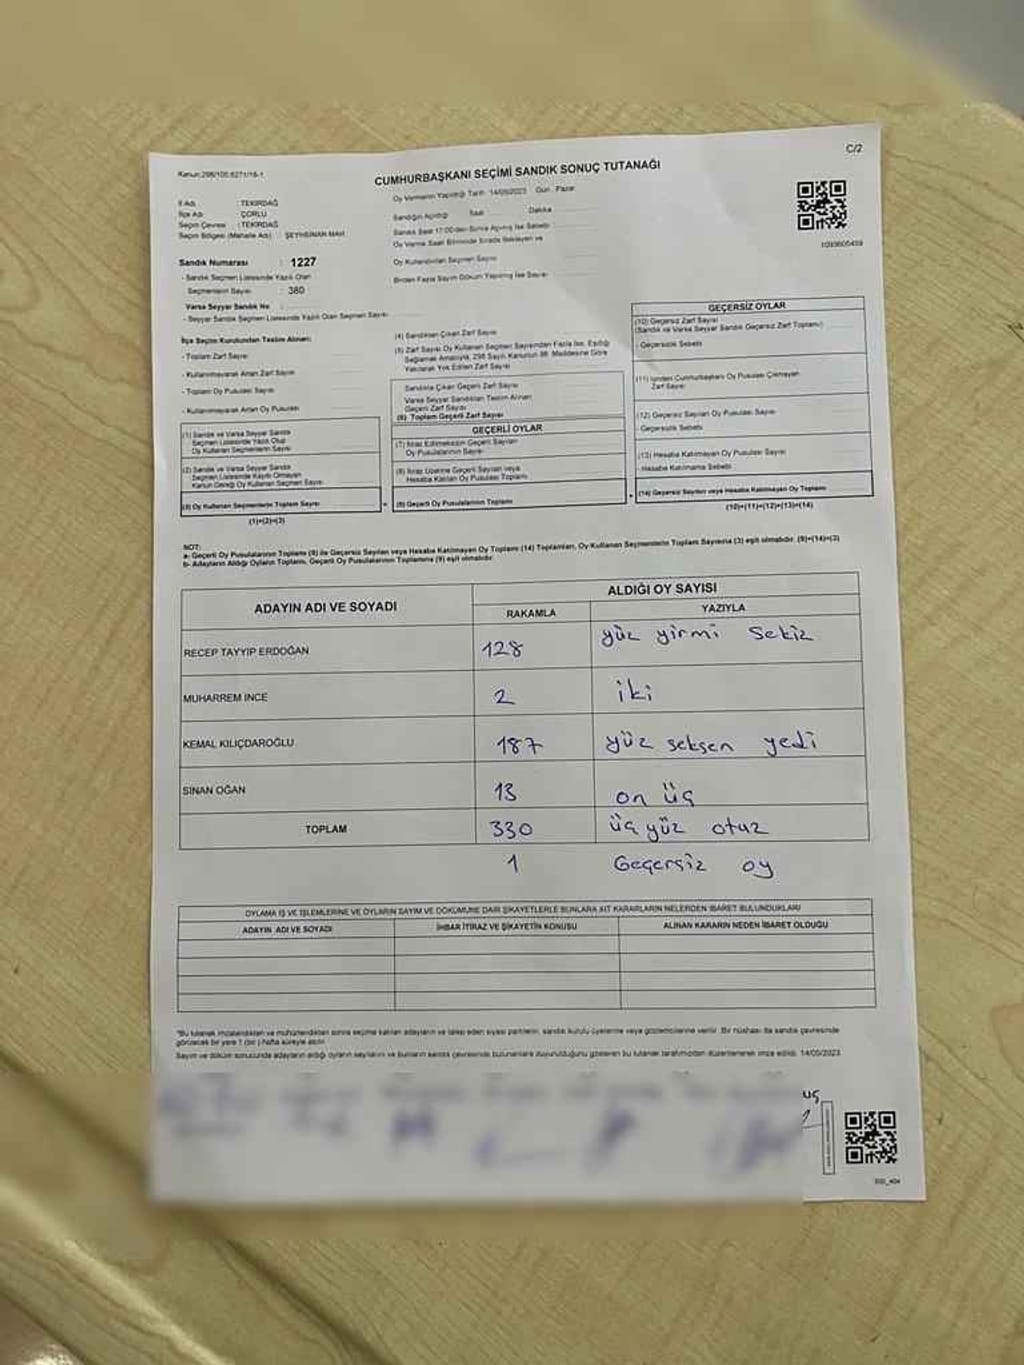 C/2
Kanun:298/105 6271/16-1
CUMHURBAŞKANI SEÇİMİ SANDIK SONUÇ TUTANAĞI
İl Adı : TEKİRDAĞ
İlçe Adı : ÇORLU
Seçim Çevresi : TEKİRDAĞ
Seçim Bölgesi (Mahalle Adı) : ŞEYHSİNAN MAH.
Oy Vermenin Yapıldığı Tarih 14/05/2023 Gün Pazar
Sandığın Açıldığı Saat Dakika
Sandık Saat 17:00'den Sonra Açılmış İse Sebebi
Oy Verme Saati Bitiminde Sırada Bekleyen ve
Oy Kullandırılan Seçmen Sayısı
Birden Fazla Sayım Döküm Yapılmış İse Sayısı
Sandık Numarası : 1227
- Sandık Seçmen Listesinde Yazılı Olan
Seçmenlerin Sayısı : 380
Varsa Seyyar Sandık No
- Seyyar Sandık Seçmen Listesinde Yazılı Olan Seçmen Sayısı
İlçe Seçim Kurulundan Teslim Alınan;
- Toplam Zarf Sayısı
- Kullanılmayarak Artan Zarf Sayısı
- Toplam Oy Pusulası Sayısı
- Kullanılmayarak Artan Oy Pusulası
(1) Sandık ve Varsa Seyyar Sandık
Seçmen Listesinde Yazılı Olup
Oy Kullanan Seçmenlerin Sayısı
(2) Sandık ve Varsa Seyyar Sandık
Seçmen Listesinde Kayıtlı Olmayan
Kanun Gereği Oy Kullanan Seçmen Sayısı
(3) Oy Kullanan Seçmenlerin Toplam Sayısı
(1)+(2)=(3)
(4) Sandıktan Çıkan Zarf Sayısı
(5) Zarf Sayısı Oy Kullanan Seçmen Sayısından Fazla İse, Eşitliği
Sağlamak Amacıyla, 298 Sayılı Kanunun 98. Maddesine Göre
Yakılarak Yok Edilen Zarf Sayısı
Sandıkta Çıkan Geçerli Zarf Sayısı
Varsa Seyyar Sandıktan Teslim Alınan
Geçerli Zarf Sayısı
(6) Toplam Geçerli Zarf Sayısı
GEÇERLİ OYLAR
(7) İtiraz Edilmeksizin Geçerli Sayılan
Oy Pusulalarının Sayısı
(8) İtiraz Üzerine Geçerli Sayılan veya
Hesaba Katılan Oy Pusulası Toplamı
(9) Geçerli Oy Pusulalarının Toplamı
GEÇERSİZ OYLAR
(10) Geçersiz Zarf Sayısı
(Sandık ve Varsa Seyyar Sandık Geçersiz Zarf Toplamı)
- Geçersizlik Sebebi
(11) İçinden Cumhurbaşkanı Oy Pusulası Çıkmayan
Zarf Sayısı
(12) Geçersiz Sayılan Oy Pusulası Sayısı
- Geçersizlik Sebebi
(13) Hesaba Katılmayan Oy Pusulası Sayısı
- Hesaba Katılmama Sebebi
(14) Geçersiz Sayılan veya Hesaba Katılmayan Oy Toplamı
(10)+(11)+(12)+(13)=(14)
NOT:
a- Geçerli Oy Pusulalarının Toplamı (9) ile Geçersiz Sayılan veya Hesaba Katılmayan Oy Toplamı (14) Toplamları, Oy Kullanan Seçmenlerin Toplam Sayısına (3) eşit olmalıdır. (9)+(14)=(3)
b- Adayların Aldığı Oyların Toplamı, Geçerli Oy Pusulalarının Toplamına (9) eşit olmalıdır.
ADAYIN ADI VE SOYADI ALDIĞI OY SAYISI
RAKAMLA YAZIYLA
RECEP TAYYİP ERDOĞAN 128 yüz yirmi sekiz
MUHARREM İNCE 2 iki
KEMAL KILIÇDAROĞLU 187 yüz seksen yedi
SİNAN OĞAN 13 on üç
TOPLAM 330 üç yüz otuz
1 Geçersiz oy
OYLAMA İŞ VE İŞLEMLERİNE VE OYLARIN SAYIM VE DÖKÜMÜNE DAİR ŞİKAYETLERLE BUNLARA AİT KARARLARIN NELERDEN İBARET BULUNDUKLARI
ADAYIN ADI VE SOYADI İHBAR İTİRAZ VE ŞİKAYETİN KONUSU ALINAN KARARIN NEDEN İBARET OLDUĞU
*Bu tutanak imzalandıktan ve mühürlendikten sonra seçime katılan adayların ve talep eden siyasi partilerin, sandık kurulu üyelerine veya gözlemcilerine verilir. Bir nüshası da sandık çevresinde
görülecek bir yere 1 (bir) hafta süreyle asılır.
Sayım ve döküm sonucunda adayların aldığı oyların sayılarını ve bunların sandık çevresinde bulunanlara duyurulduğunu gösteren bu tutanak tarafımızdan düzenlenerek imza edildi. 14/05/2023